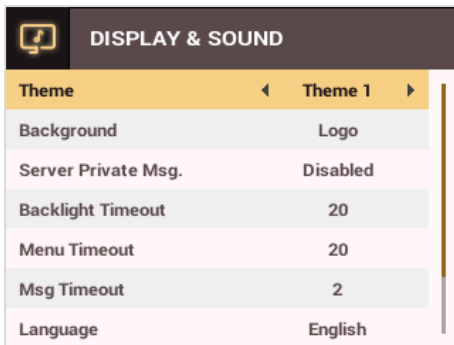 DISPLAY & SOUND
Theme Theme 1
Background Logo
Server Private Msg. Disabled
Backlight Timeout 20
Menu Timeout 20
Msg Timeout 2
Language English